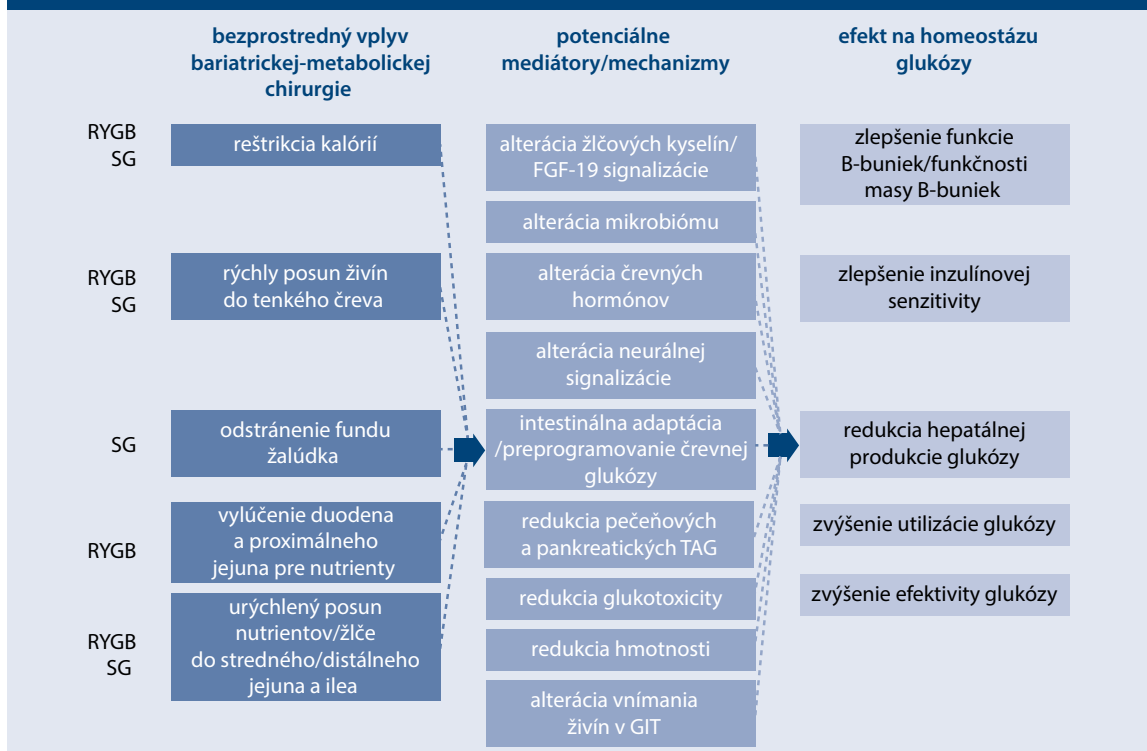 bezprostredný vplyv
bariatrickej-metabolickej
chirurgie
potenciálne
mediátory/mechanizmy
efekt na homeostázu
glukózy
RYGB
SG
reštrikcia kalórií
RYGB
SG
rýchly posun živín
do tenkého čreva
SG
odstránenie fundu
žalúdka
RYGB
vylúčenie duodena
a proximálneho
jejuna pre nutrienty
RYGB
SG
urýchlený posun
nutrientov/žlče
do stredného/distálneho
jejuna a ilea
alterácia žlčových kyselín/
FGF-19 signalizácie
alterácia mikrobiómu
alterácia črevných
hormónov
alterácia neurálnej
signalizácie
intestinálna adaptácia
/preprogramovanie črevnej
glukózy
redukcia pečeňových
a pankreatických TAG
redukcia glukotoxicity
redukcia hmotnosti
alterácia vnímania
živín v GIT
zlepšenie funkcie
B-buniek/funkčnosti
masy B-buniek
zlepšenie inzulínovej
senzitivity
redukcia hepatálnej
produkcie glukózy
zvýšenie utilizácie glukózy
zvýšenie efektivity glukózy